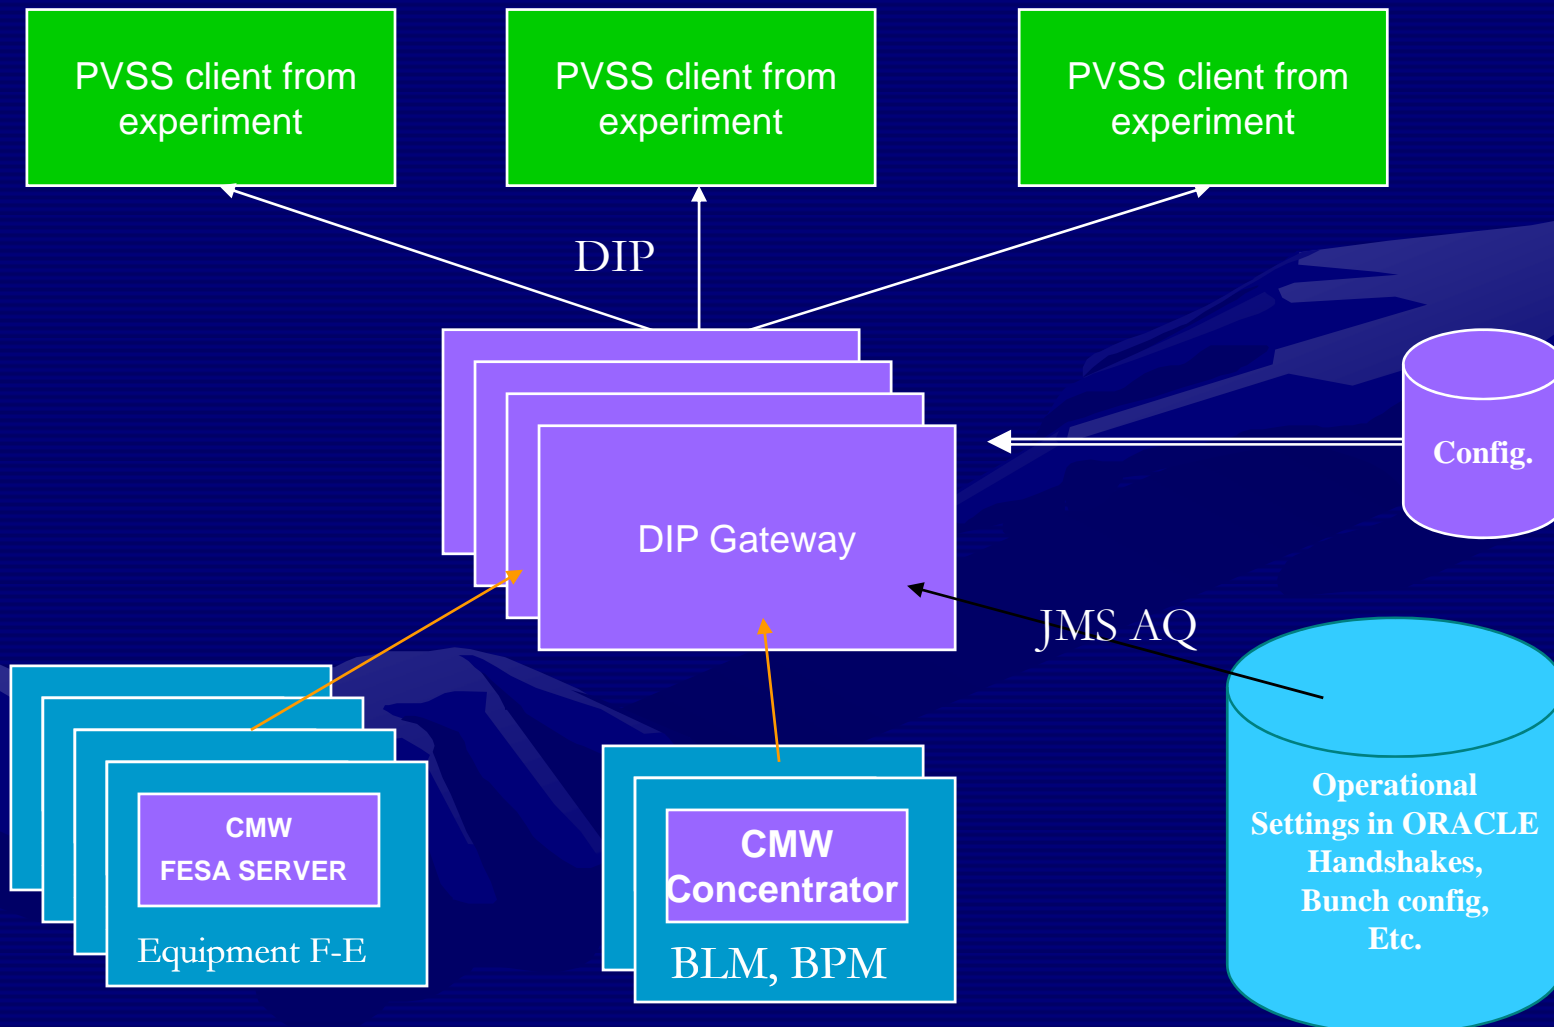 PVSS client from
experiment
PVSS client from
experiment
PVSS client from
experiment
DIP
Config.
DIP Gateway
JMS AQ
CMW
FESA SERVER
Equipment F-E
CMW
Concentrator
BLM, BPM
Operational
Settings in ORACLE
Handshakes,
Bunch config,
Etc.